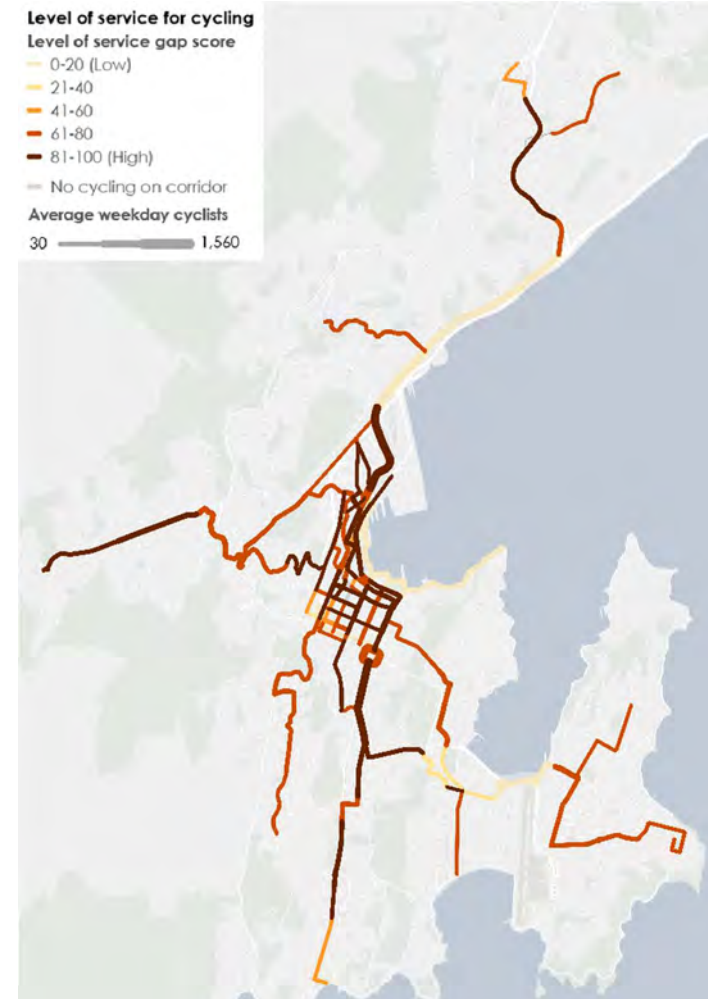 Level of service for cycling
Level of service gap score
0-20 (Low)
21-40
41-60
61-80
81-100 (High)
No cycling on corridor
Average weekday cyclists
30 1,560